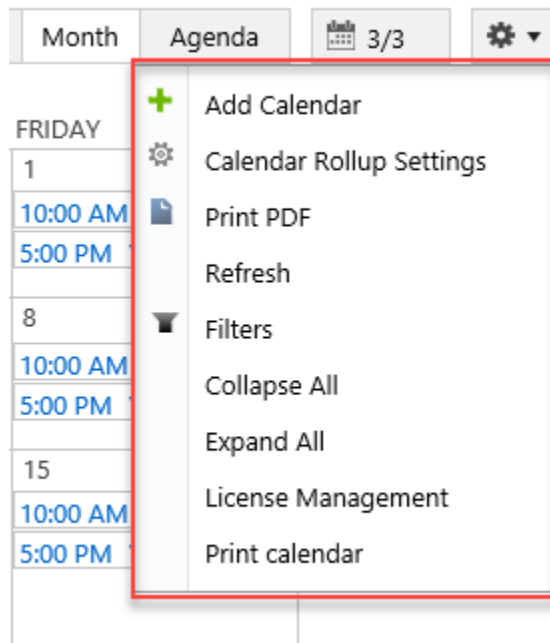 Month Agenda 3/3
Add Calendar
FRIDAY
Calendar Rollup Settings
1
10:00 AM Print PDF
5:00 PM
Refresh
8
Filters
10:00 AM
Collapse All
5:00 PM
Expand All
15
License Management
10:00 AM
5:00 PM Print calendar